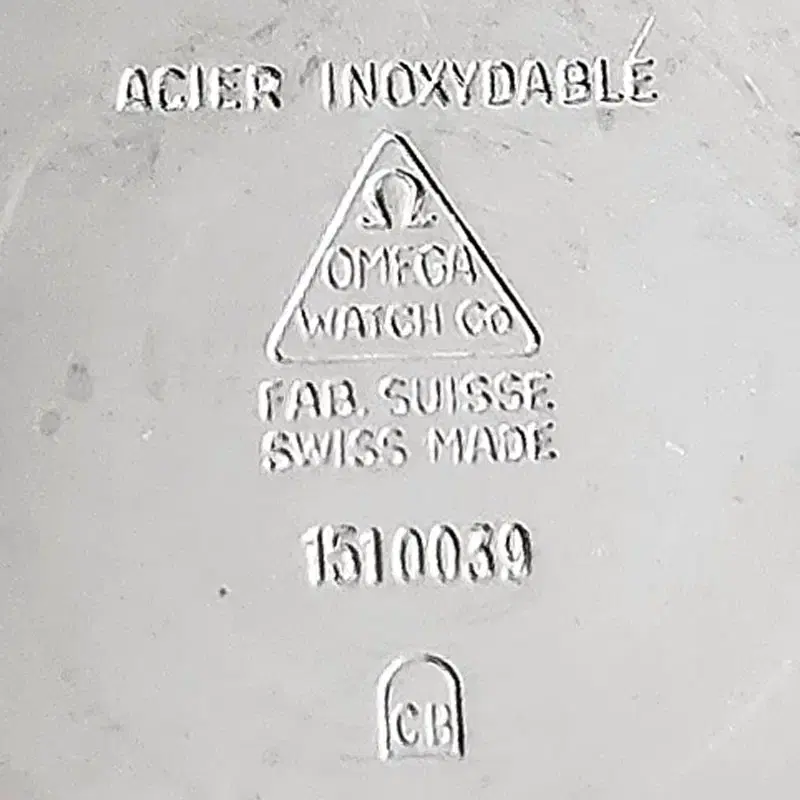 ACIER INOXYDABLE
Ω
OMEGA
WATCH CO
FAB. SUISSE
SWISS MADE
1510039
CB